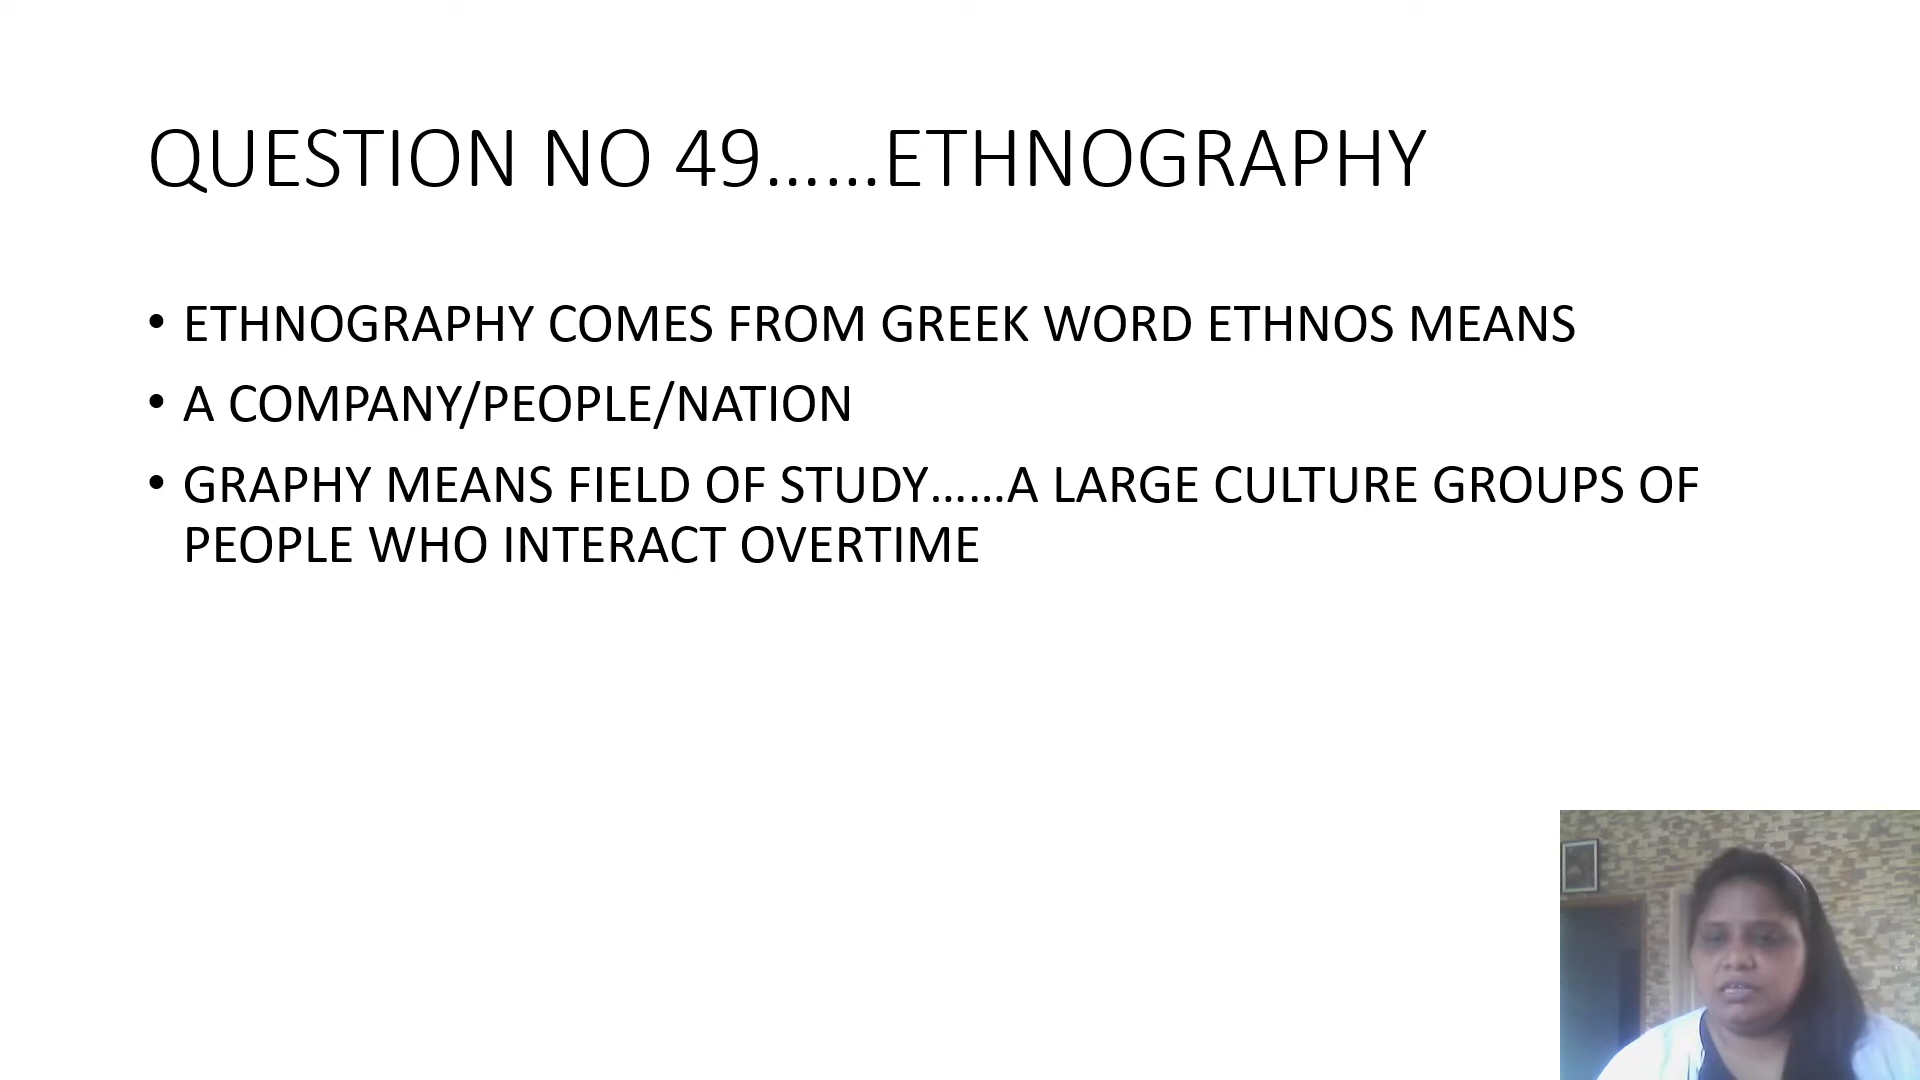 QUESTION NO 49……ETHNOGRAPHY
• ETHNOGRAPHY COMES FROM GREEK WORD ETHNOS MEANS
• A COMPANY/PEOPLE/NATION
• GRAPHY MEANS FIELD OF STUDY……A LARGE CULTURE GROUPS OF
PEOPLE WHO INTERACT OVERTIME